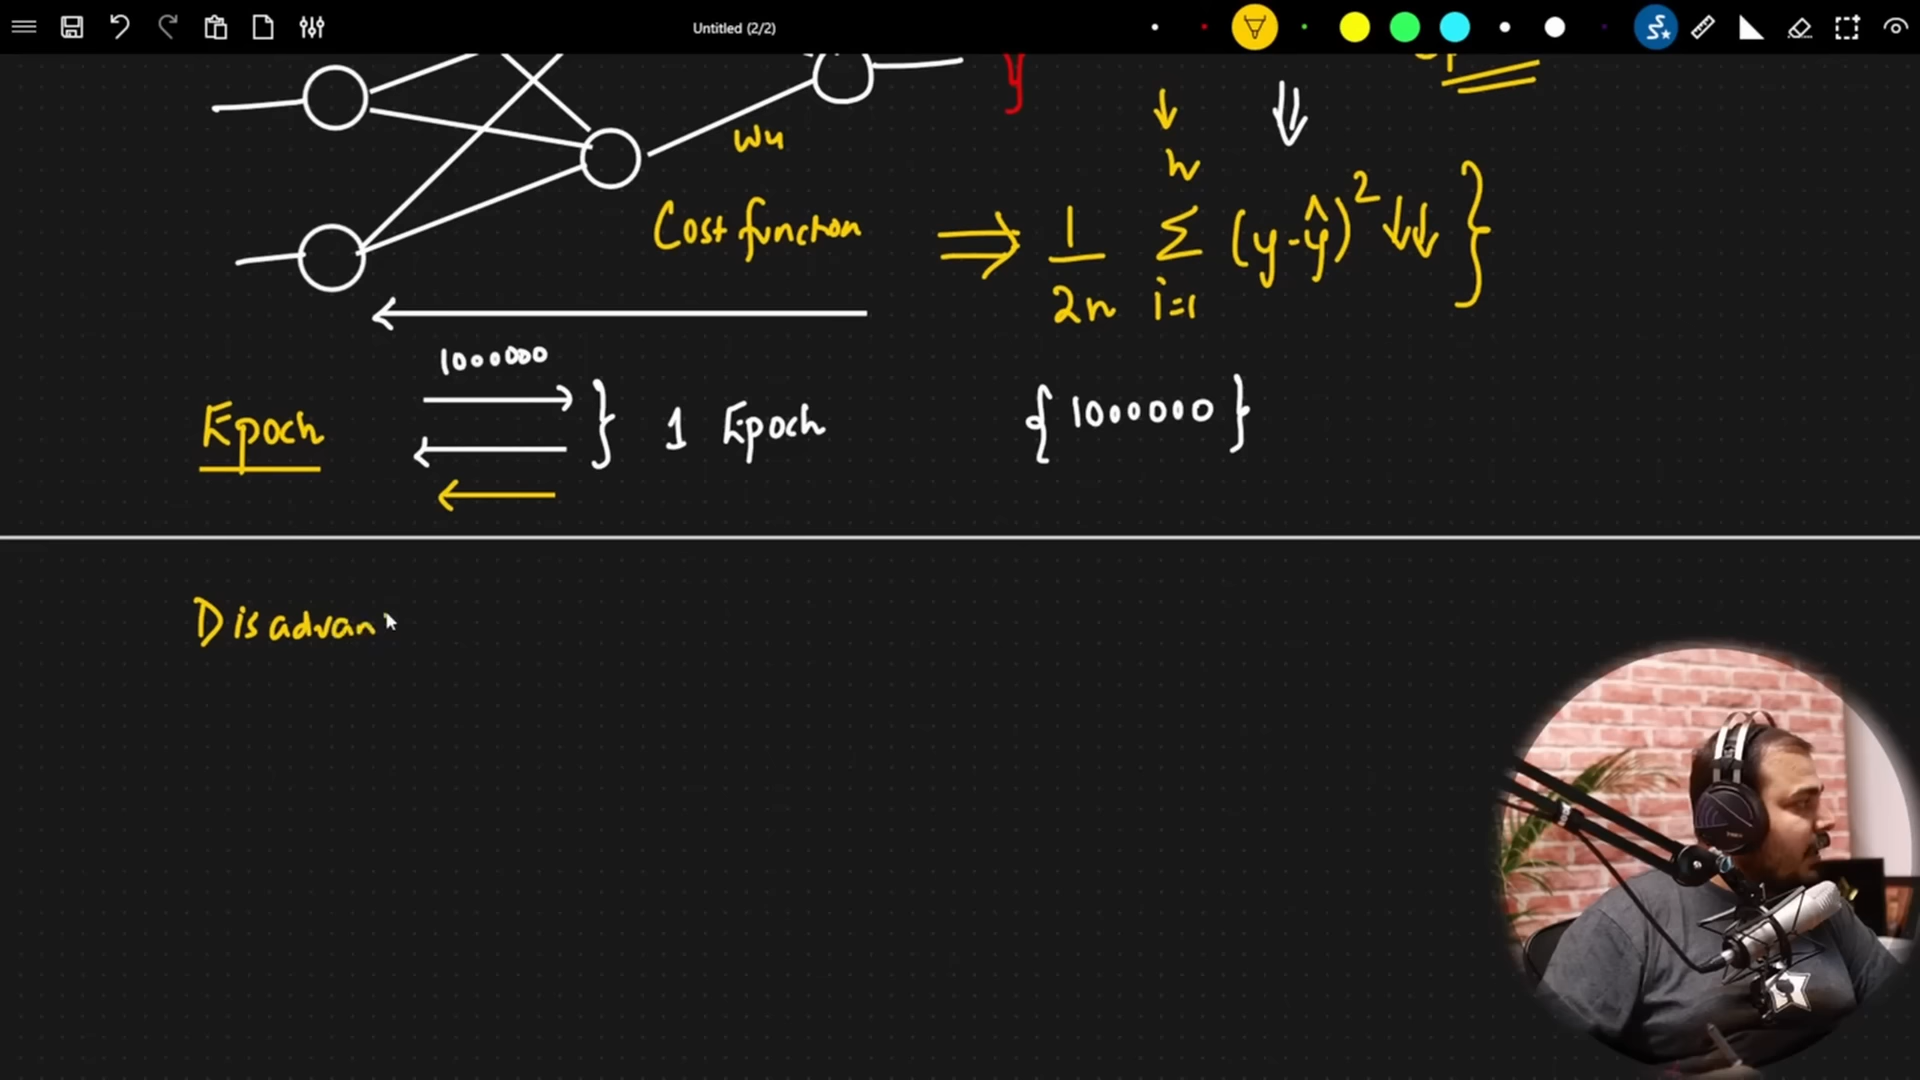 Untitled (2/2)
y
w4
n
Cost function ⇒ 1/2n Σ i=1 (y-ŷ)² ↓↓ }
1000000
Epoch } 1 Epoch { 1000000 }
Disadvan